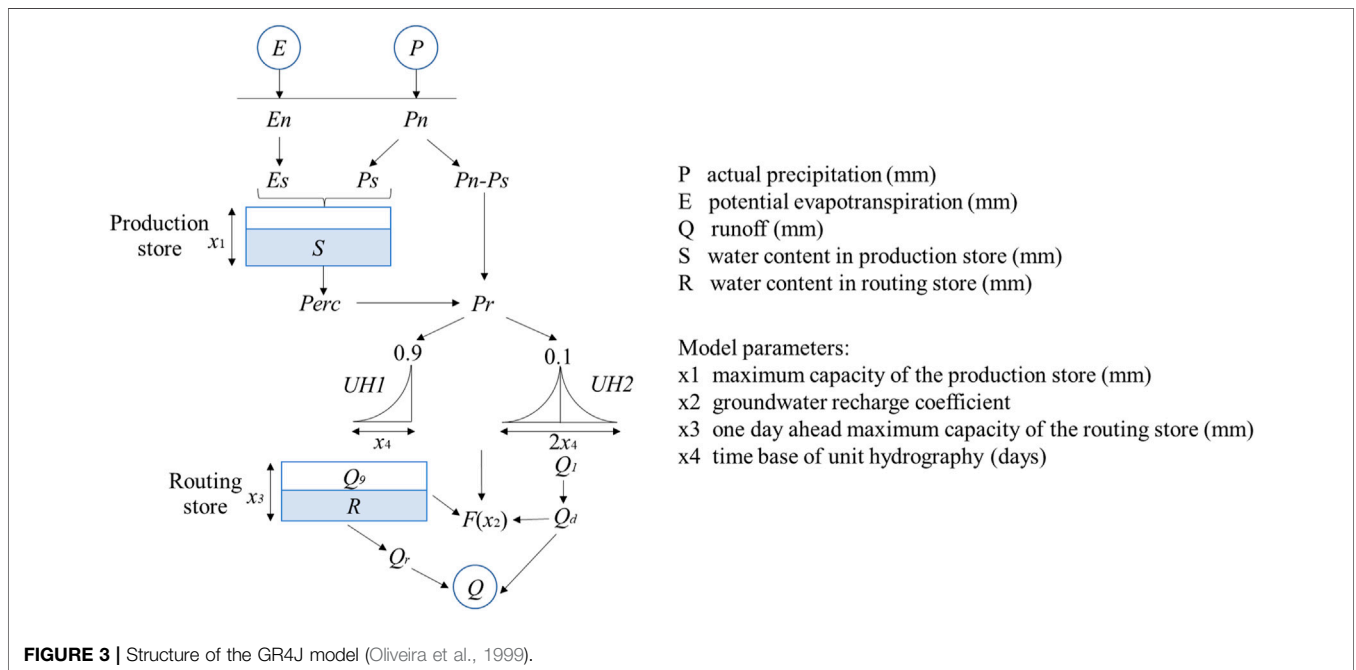 E P
En Pn
Es Ps Pn-Ps
Production
store x1
S
Perc Pr
0.9 0.1
UH1 UH2
x4 2x4
Q1
Routing
store x3
Q9
R
F(x2) Qd
Qr
Q
P actual precipitation (mm)
E potential evapotranspiration (mm)
Q runoff (mm)
S water content in production store (mm)
R water content in routing store (mm)
Model parameters:
x1 maximum capacity of the production store (mm)
x2 groundwater recharge coefficient
x3 one day ahead maximum capacity of the routing store (mm)
x4 time base of unit hydrography (days)
FIGURE 3 | Structure of the GR4J model (Oliveira et al., 1999).